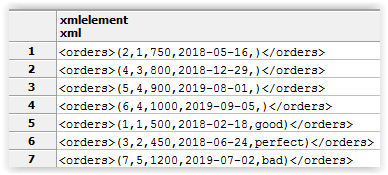 xmlelement
xml
1 <orders>(2,1,750,2018-05-16,)</orders>
2 <orders>(4,3,800,2018-12-29,)</orders>
3 <orders>(5,4,900,2019-08-01,)</orders>
4 <orders>(6,4,1000,2019-09-05,)</orders>
5 <orders>(1,1,500,2018-02-18,good)</orders>
6 <orders>(3,2,450,2018-06-24,perfect)</orders>
7 <orders>(7,5,1200,2019-07-02,bad)</orders>